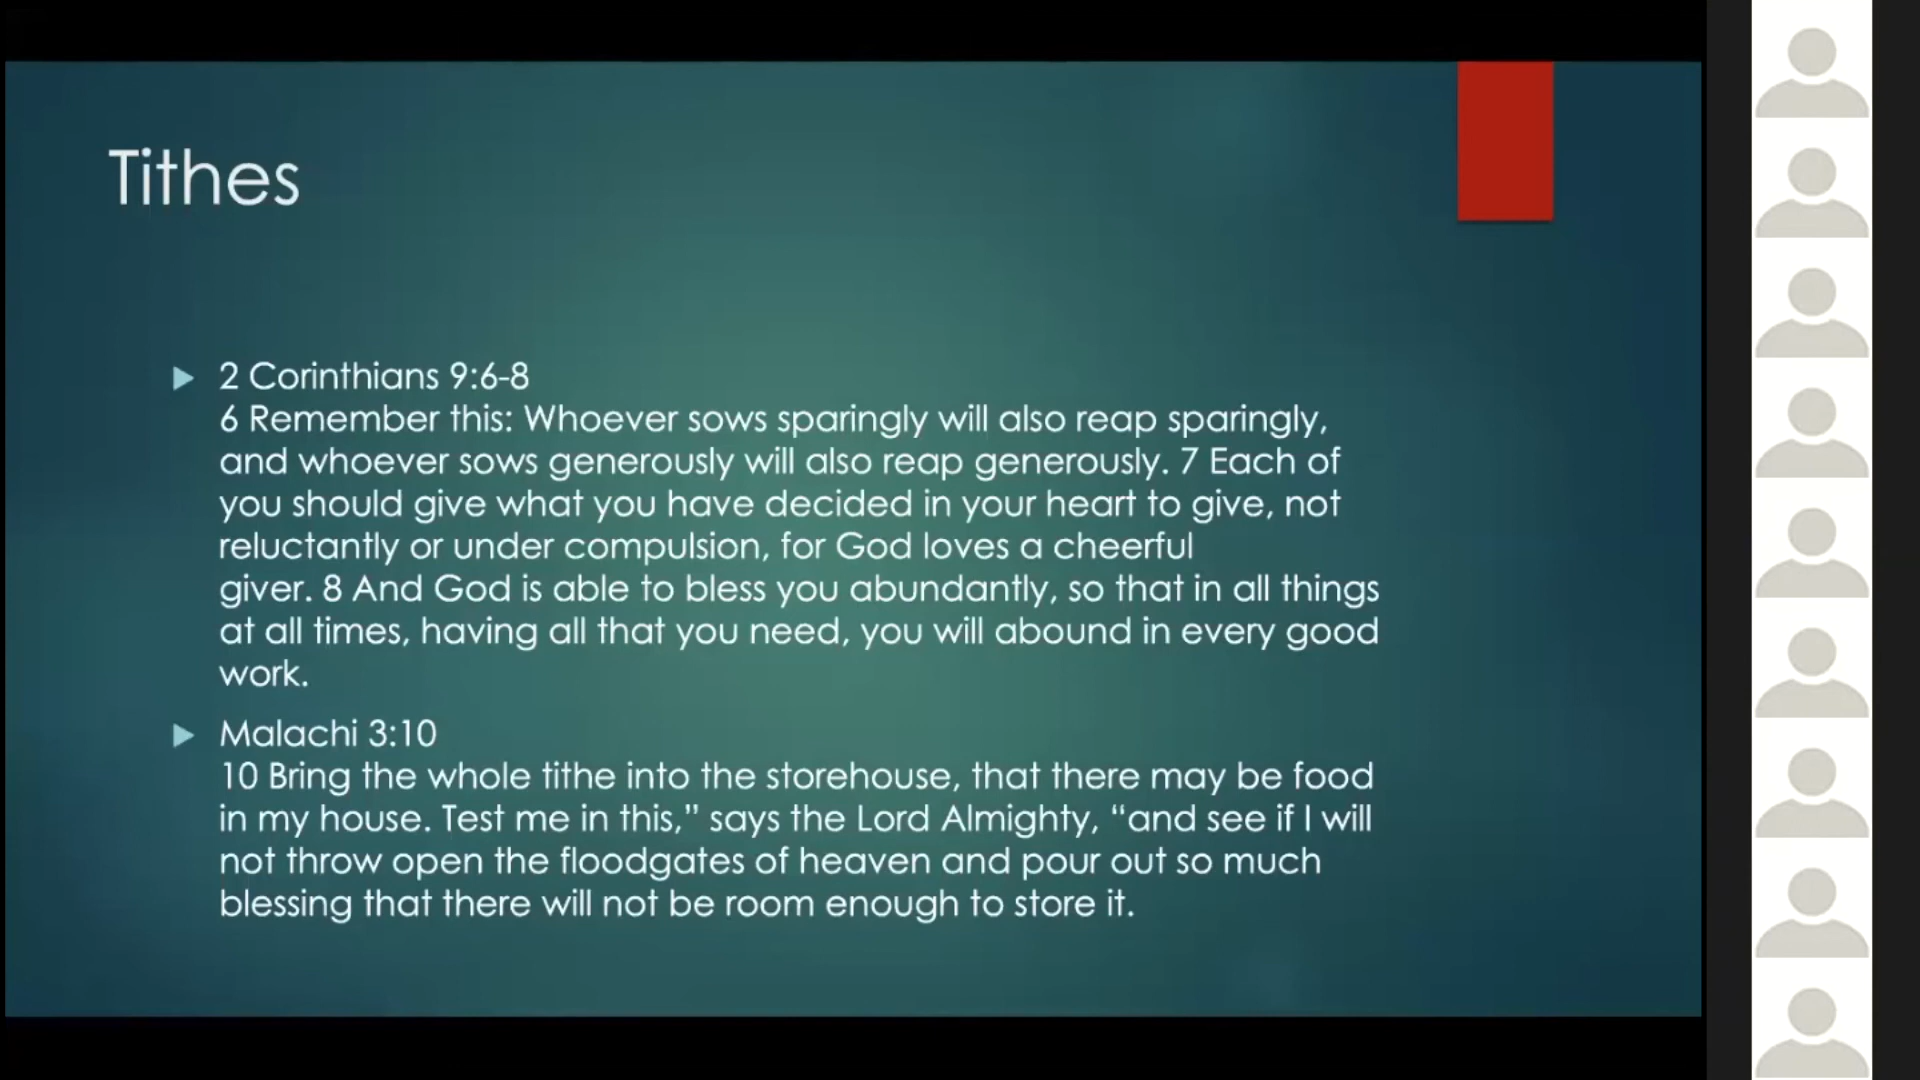 Tithes
2 Corinthians 9:6-8
6 Remember this: Whoever sows sparingly will also reap sparingly,
and whoever sows generously will also reap generously. 7 Each of
you should give what you have decided in your heart to give, not
reluctantly or under compulsion, for God loves a cheerful
giver. 8 And God is able to bless you abundantly, so that in all things
at all times, having all that you need, you will abound in every good
work.
Malachi 3:10
10 Bring the whole tithe into the storehouse, that there may be food
in my house. Test me in this,” says the Lord Almighty, “and see if I will
not throw open the floodgates of heaven and pour out so much
blessing that there will not be room enough to store it.